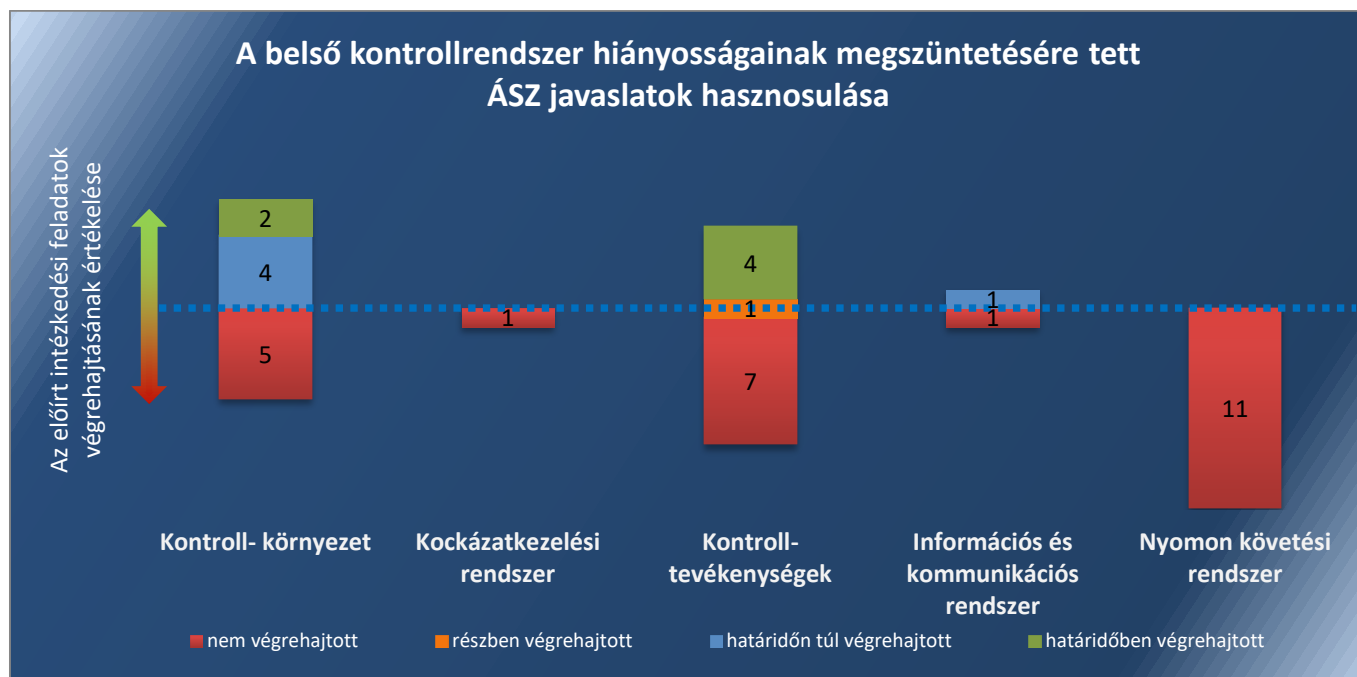 A belső kontrollrendszer hiányosságainak megszüntetésére tett
ÁSZ javaslatok hasznosulása
Az előírt intézkedési feladatok
végrehajtásának értékelése
2
4
5
1
4
1
7
1
1
11
Kontroll- környezet
Kockázatkezelési
rendszer
Kontroll-
tevékenységek
Információs és
kommunikációs
rendszer
Nyomon követési
rendszer
nem végrehajtott
részben végrehajtott
határidőn túl végrehajtott
határidőben végrehajtott